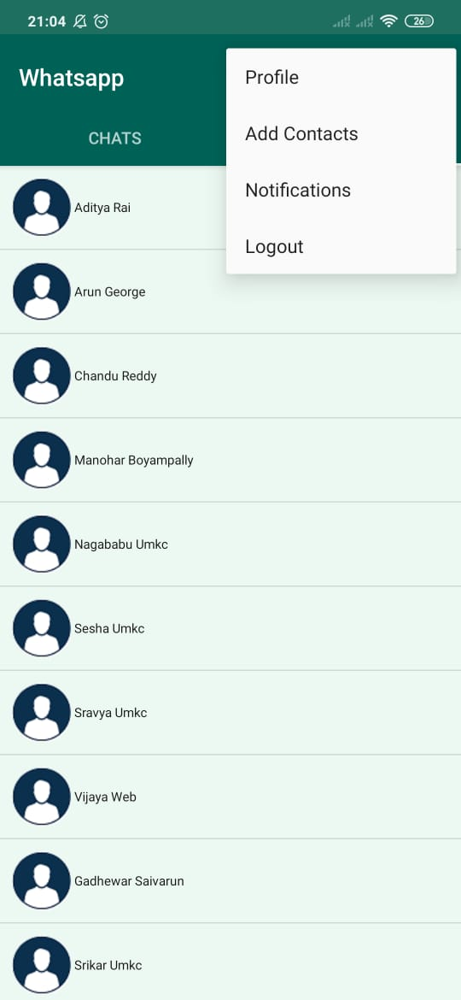 21:04
26
Whatsapp
Profile
Add Contacts
CHATS
Notifications
Logout
Aditya Rai
Arun George
Chandu Reddy
Manohar Boyampally
Nagababu Umkc
Sesha Umkc
Sravya Umkc
Vijaya Web
Gadhewar Saivarun
Srikar Umkc